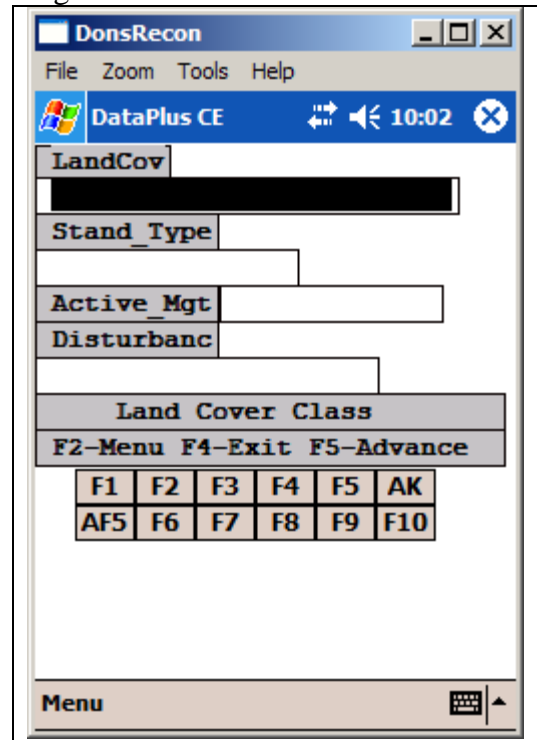 DonsRecon
File Zoom Tools Help
DataPlus CE 10:02
LandCov
Stand_Type
Active_Mgt
Disturbanc
Land Cover Class
F2-Menu F4-Exit F5-Advance
F1 F2 F3 F4 F5 AK
AF5 F6 F7 F8 F9 F10
Menu